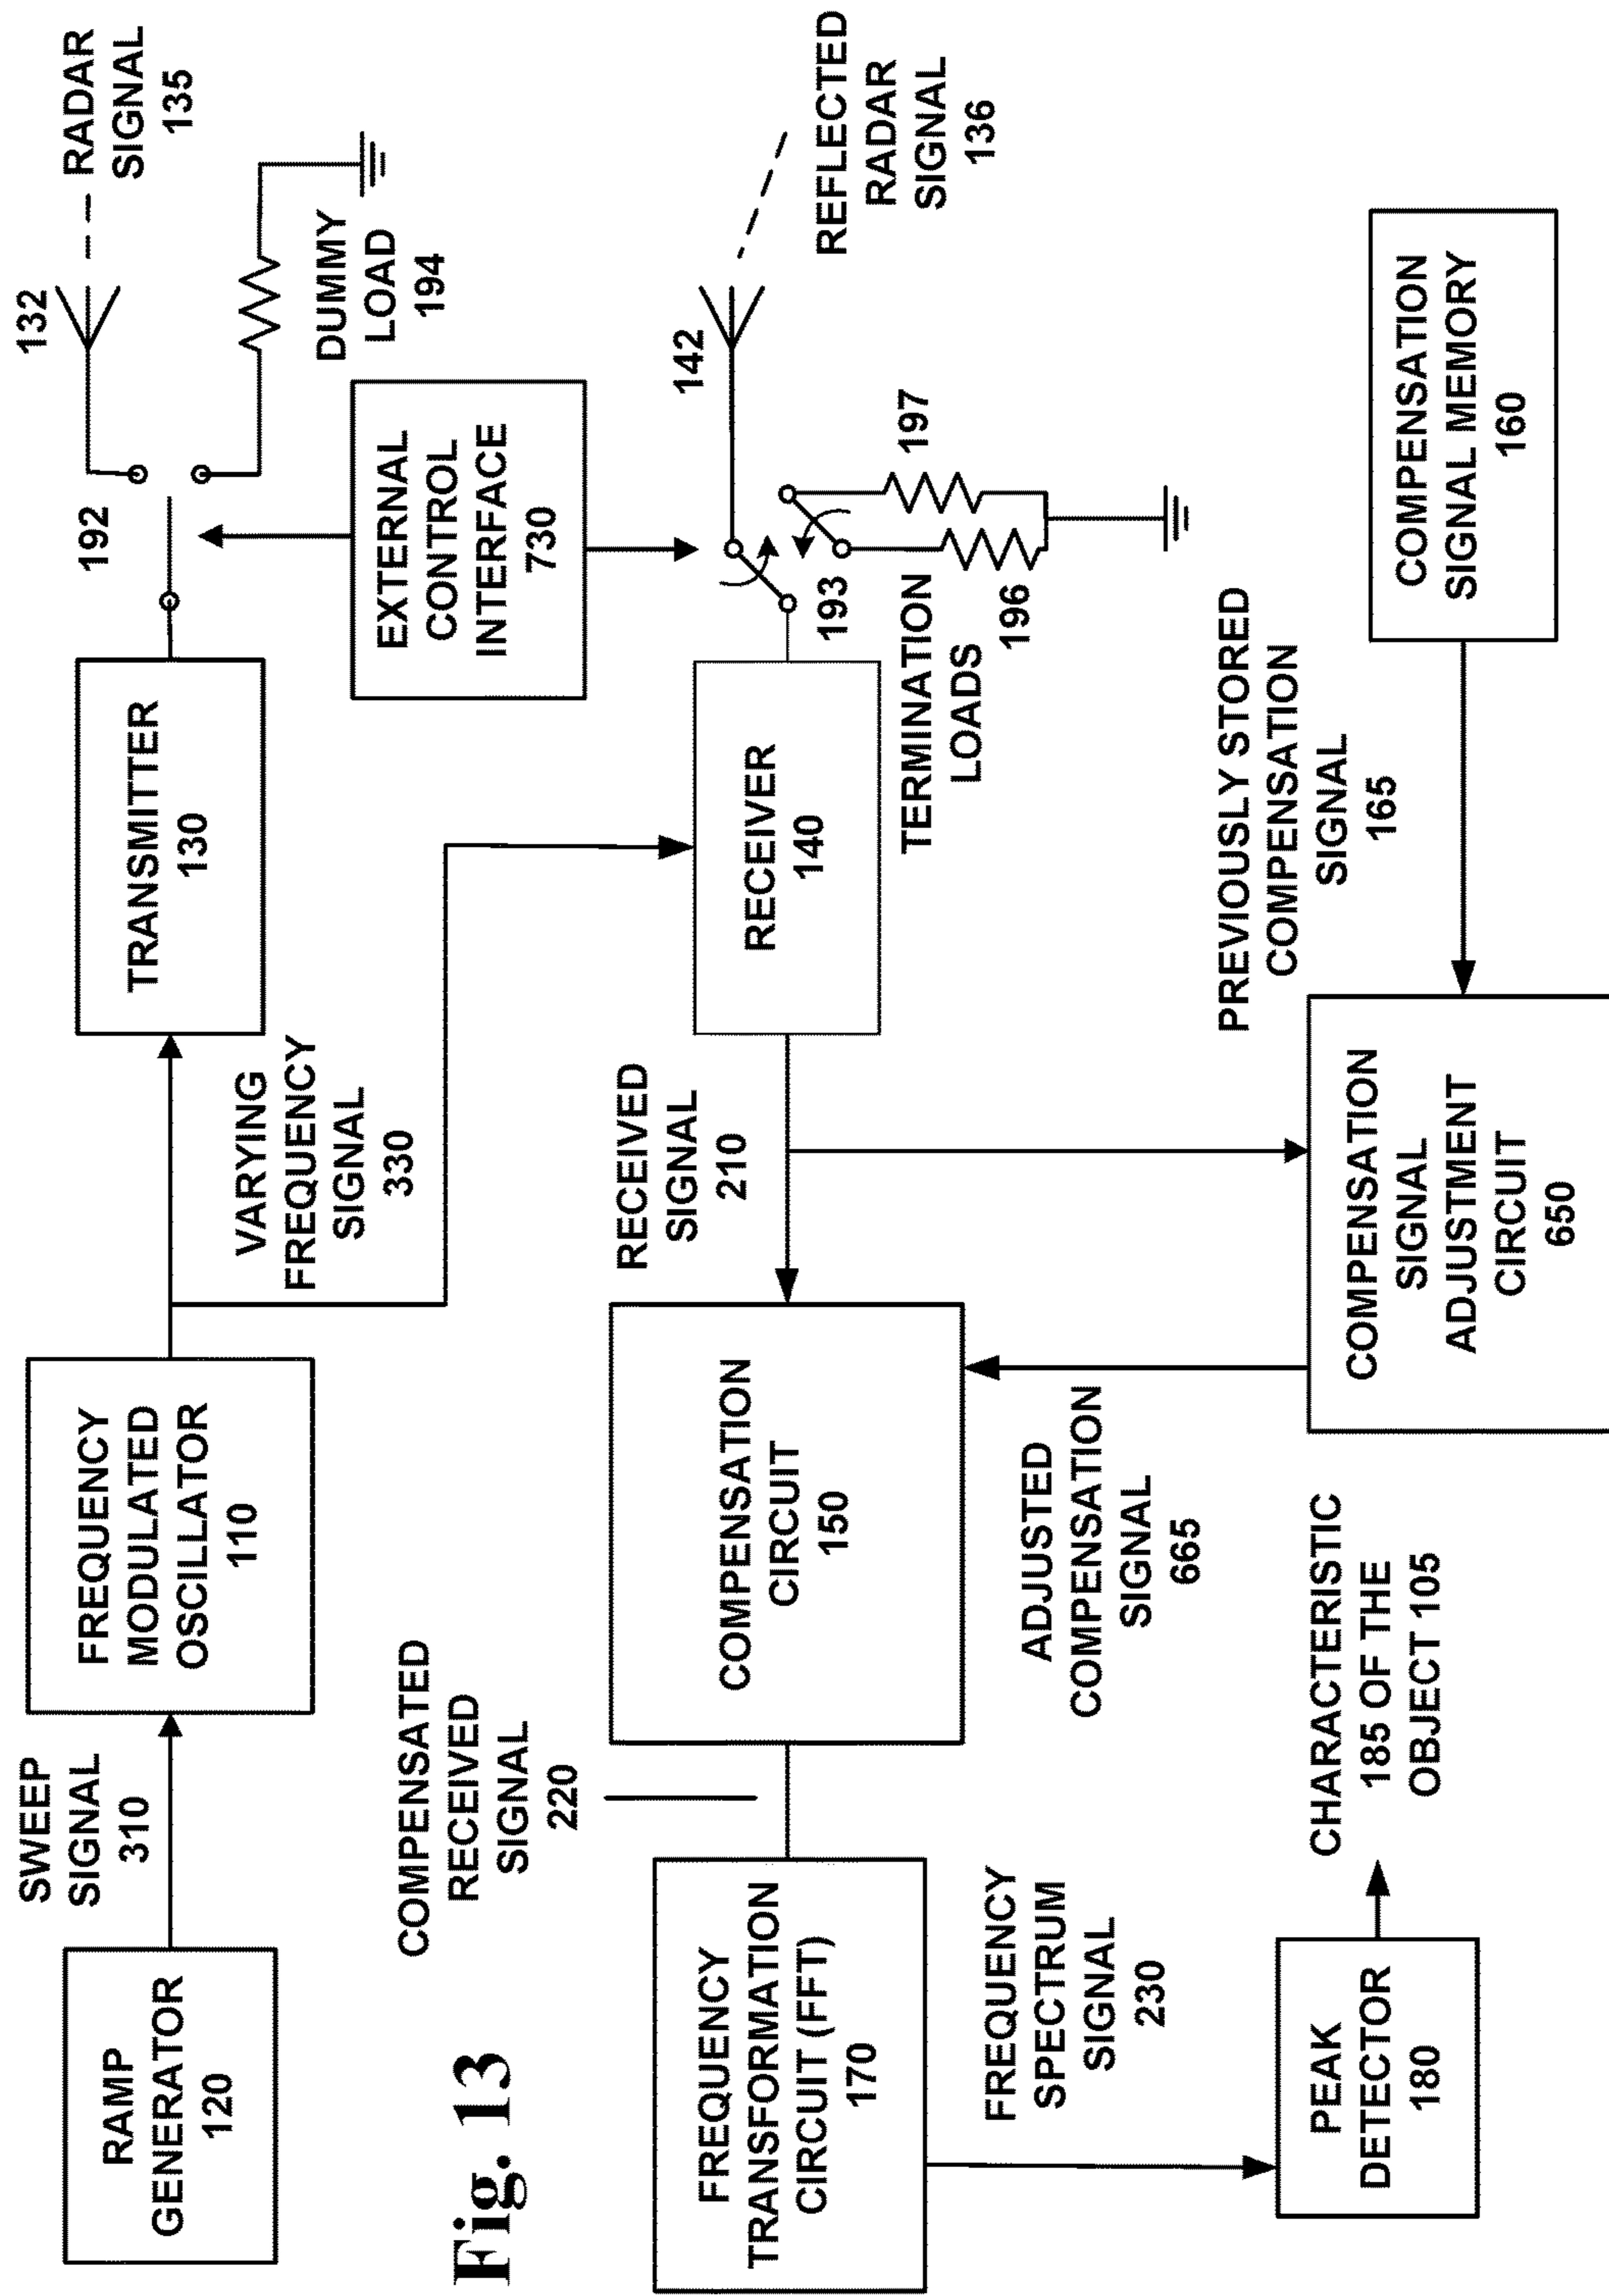 RAMP
GENERATOR
120
SWEEP
SIGNAL
310
FREQUENCY
MODULATED
OSCILLATOR
110
VARYING
FREQUENCY
SIGNAL
330
TRANSMITTER
130
192
132
RADAR
SIGNAL
135
DUMMY
LOAD
194
EXTERNAL
CONTROL
INTERFACE
730
142
REFLECTED
RADAR
SIGNAL
136
193
197
196
TERMINATION
LOADS
RECEIVER
140
RECEIVED
SIGNAL
210
COMPENSATION
CIRCUIT
150
COMPENSATED
RECEIVED
SIGNAL
220
Fig. 13
FREQUENCY
TRANSFORMATION
CIRCUIT (FFT)
170
FREQUENCY
SPECTRUM
SIGNAL
230
PEAK
DETECTOR
180
CHARACTERISTIC
185 OF THE
OBJECT 105
ADJUSTED
COMPENSATION
SIGNAL
665
COMPENSATION
SIGNAL
ADJUSTMENT
CIRCUIT
650
PREVIOUSLY STORED
COMPENSATION
SIGNAL
165
COMPENSATION
SIGNAL MEMORY
160